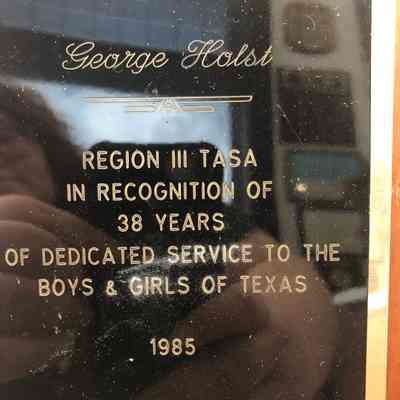 George Holst
REGION III TASA
IN RECOGNITION OF
38 YEARS
OF DEDICATED SERVICE TO THE
BOYS & GIRLS OF TEXAS
1985